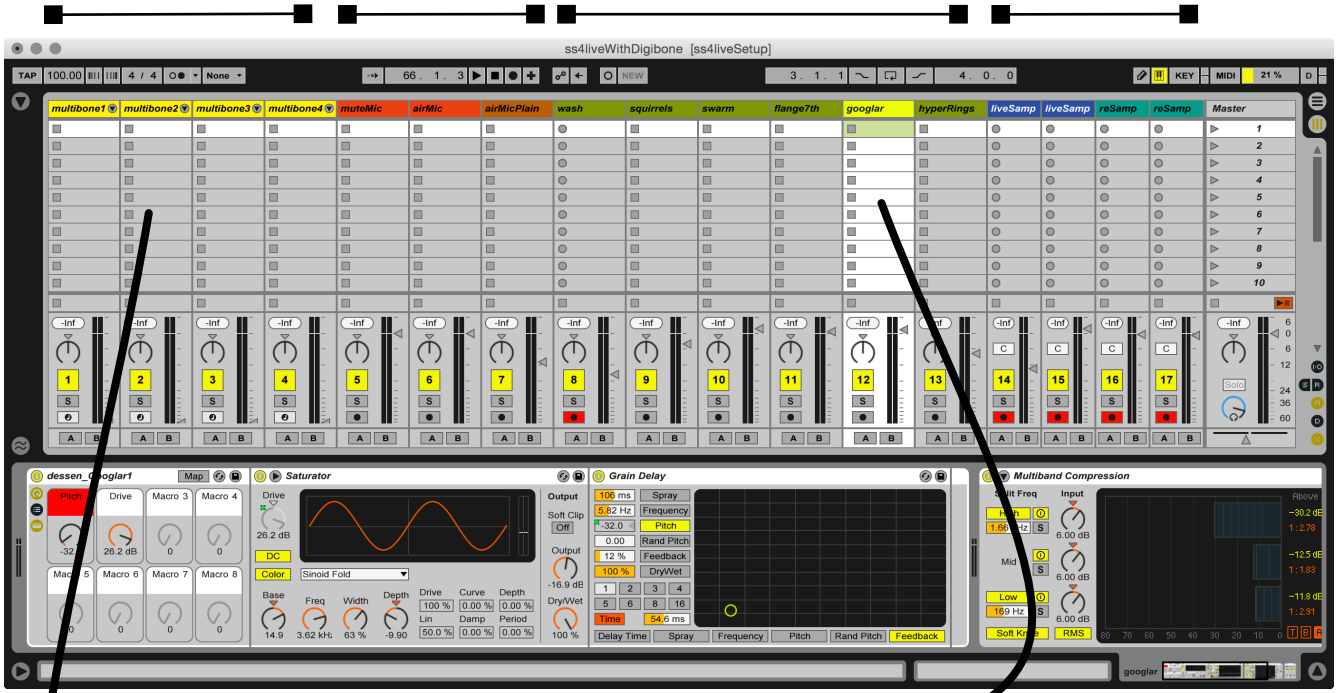 ss4liveWithDigibone [ss4liveSetup]
TAP 100.00 4 / 4 None 66 . 1 . 3 NEW 3 . 1 . 1 4 . 0 . 0 KEY MIDI 21 % D
multibone1 multibone2 multibone3 multibone4 muteMic airMic airMicPlain wash squirrels swarm flange7th googlar hyperRings liveSamp liveSamp reSamp reSamp Master
1
2
3
4
5
6
7
8
9
10
-Inf -Inf -Inf -Inf -Inf -Inf -Inf -Inf -Inf -Inf -Inf -Inf -Inf -Inf -Inf -Inf -Inf -Inf 6
0
C C C C 6
12
1 2 3 4 5 6 7 8 9 10 11 12 13 14 15 16 17 Solo 24 S R
S S S S S S S S S S S S S S S S S 36
60 D
A B A B A B A B A B A B A B A B A B A B A B A B A B A B A B A B A B
dessen_Googlar1 Map Saturator Grain Delay Multiband Compression
Pitch Drive Macro 3 Macro 4
-32.0 26.2 dB 0 0
Macro 5 Macro 6 Macro 7 Macro 8
0 0 0 0
Drive
26.2 dB
DC
Color Sinoid Fold
Base Freq Width Depth Drive Curve Depth
100 % 0.00 % 0.00 %
Lin Damp Period
14.9 3.62 kHz 63 % -9.90 50.0 % 0.00 % 0.00 %
Output
Soft Clip
Off
Output
-16.9 dB
Dry/Wet
100 %
106 ms Spray
5.82 Hz Frequency
-32.0 Pitch
0.00 Rand Pitch
12 % Feedback
100 % DryWet
1 2 3 4
5 6 8 16
Time 54.6 ms
Delay Time Spray Frequency Pitch Rand Pitch Feedback
Split Freq Input Above
High -30.2 dB
S 6.00 dB 1:2.78
Mid S 6.00 dB -12.5 dB
1:1.83
Low -11.8 dB
169 Hz S 6.00 dB 1:2.91
Soft Knee RMS 80 70 60 50 40 30 20 10 0 T B A
googlar